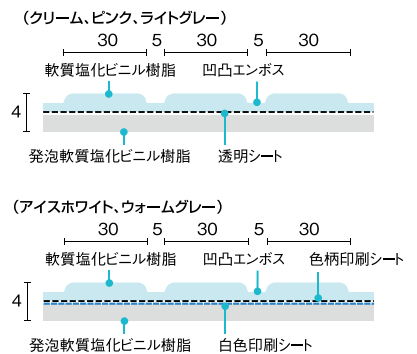 （クリーム、ピンク、ライトグレー）
30 5 30 5 30
軟質塩化ビニル樹脂 凹凸エンボス
4
発泡軟質塩化ビニル樹脂 透明シート
（アイスホワイト、ウォームグレー）
30 5 30 5 30
軟質塩化ビニル樹脂 凹凸エンボス 色柄印刷シート
4
発泡軟質塩化ビニル樹脂 白色印刷シート